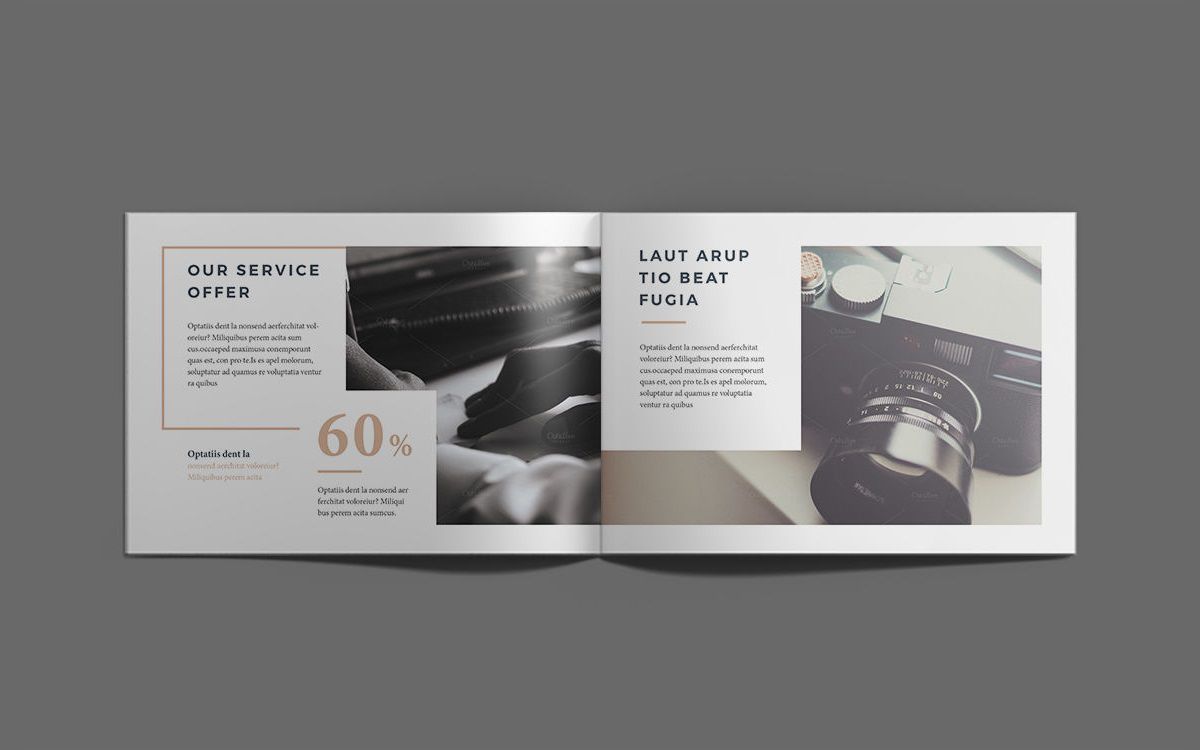 OUR SERVICE
OFFER
Optatiis dent la nonsend aerferchitat vol-
oreiur? Miliquibus perem acita sum
cus.occaeped maximusa conemporunt
quas est, con pro te.Is es apel molorum,
soluptatur ad quamus re voluptatia ventur
ra quibus
Optatiis dent la
nonsend aerchitat voloreiur?
Miliquibus perem acita
60%
Optatiis dent la nonsend aer
ferchitat voloreiur? Miliqui
bus perem acita sumcus.
LAUT ARUP
TIO BEAT
FUGIA
Optatiis dent la nonsend aerferchitat
voloreiur? Miliquibus perem acita sum
cus.occaeped maximusa conemporunt
quas est, con pro te.Is es apel molorum,
soluptatur ad quamus re voluptatia
ventur ra quibus